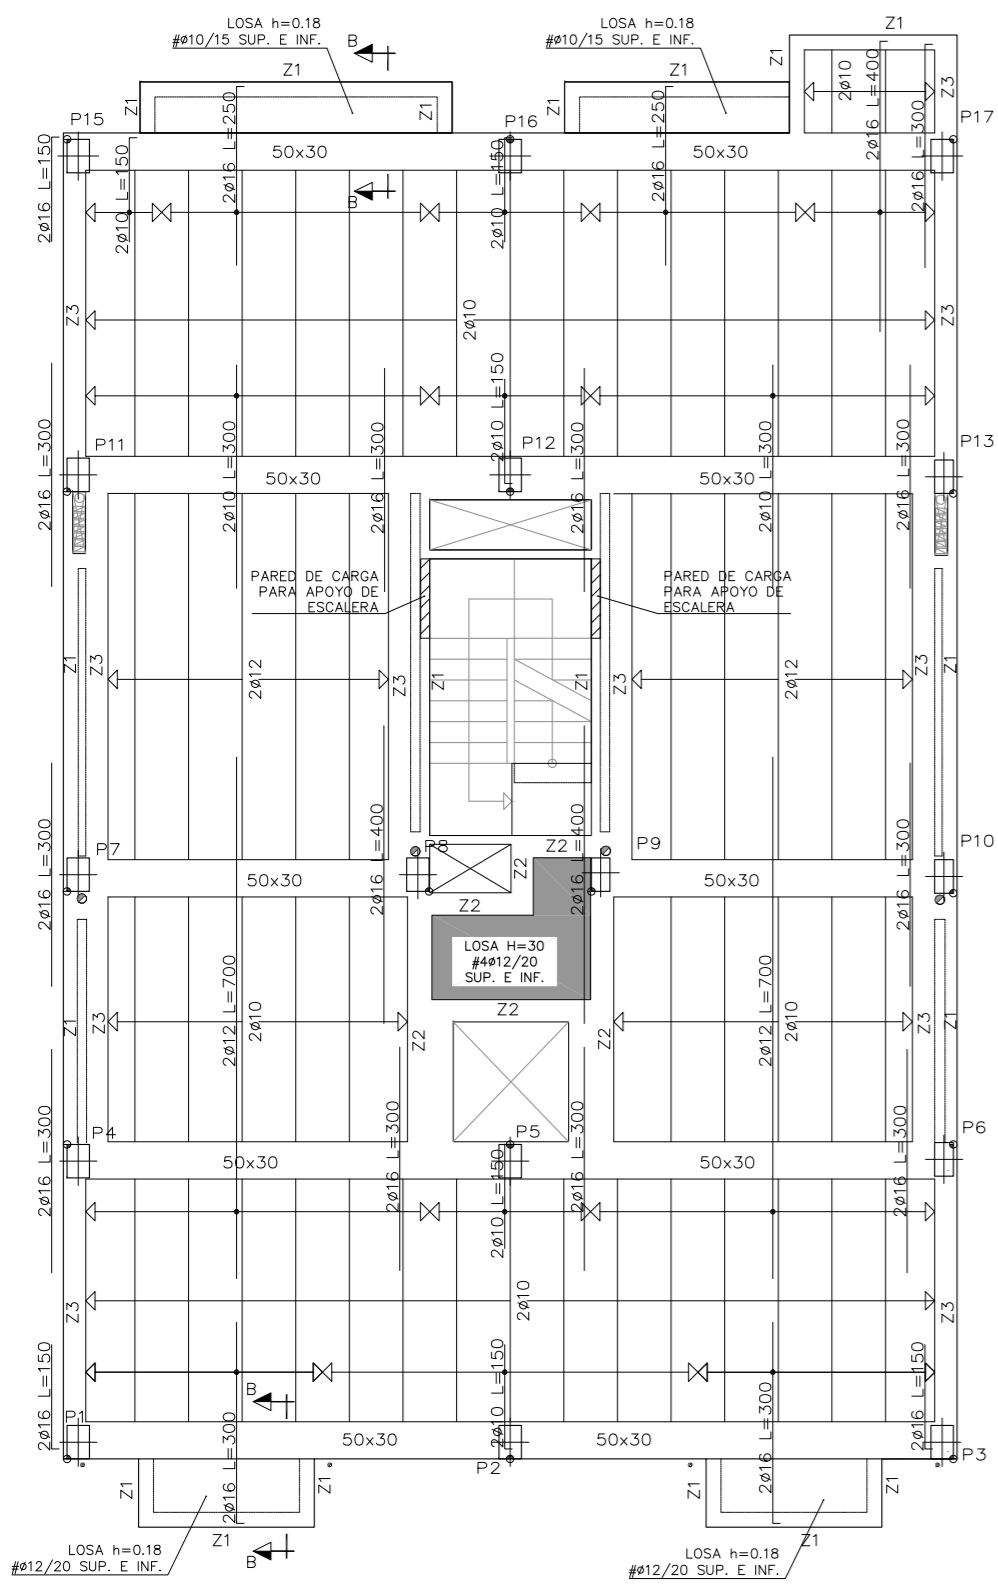 LOSA h=0.18
#ø10/15 SUP. E INF.
B
LOSA h=0.18
#ø10/15 SUP. E INF.
Z1
Z1
Z1
Z1
Z1
Z1
Z1
Z1
2ø10
2ø16 L=400
Z3
P15
2ø16 L=250
P16
2ø16 L=250
2ø16 L=300
P17
2ø16 L=150
2ø10 L=150
50x30
2ø10 L=150
50x30
B
Z3
2ø10
Z3
2ø16 L=300
P11
2ø10 L=300
2ø16 L=300
2ø10 L=150
P12
2ø16 L=300
2ø10 L=300
2ø16 L=300
P13
50x30
50x30
PARED DE CARGA
PARA APOYO DE
ESCALERA
PARED DE CARGA
PARA APOYO DE
ESCALERA
Z1
Z3
2ø12
Z3
Z1
Z1
Z3
2ø12
Z3
Z1
2ø16 L=300
P7
50x30
2ø16 L=400
P8
Z2
Z2
2ø16 L=400
P9
50x30
2ø16 L=300
P10
Z2
LOSA H=30
#4ø12/20
SUP. E INF.
Z2
Z1
Z3
2ø12 L=700
2ø10
Z2
Z2
2ø12 L=700
2ø10
Z3
Z1
2ø16 L=300
P4
50x30
2ø16 L=300
P5
2ø10 L=150
2ø16 L=300
50x30
2ø16 L=300
P6
Z3
2ø10
Z3
2ø16 L=150
P1
B
50x30
2ø10 L=150
P2
50x30
2ø16 L=150
P3
Z1
2ø16 L=300
Z1
Z1
2ø16 L=300
Z1
Z1
Z1
B
LOSA h=0.18
#ø12/20 SUP. E INF.
LOSA h=0.18
#ø12/20 SUP. E INF.